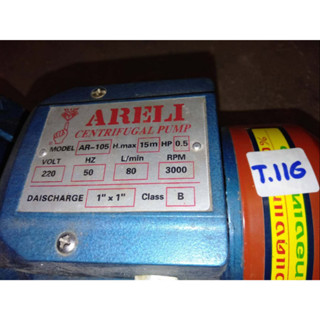 ARELI
CENTRIFUGAL PUMP
MODEL AR-105 H.max 15m HP 0.5
VOLT HZ L/min RPM
220 50 80 3000
DAISCHARGE 1"x1" Class B
T.116